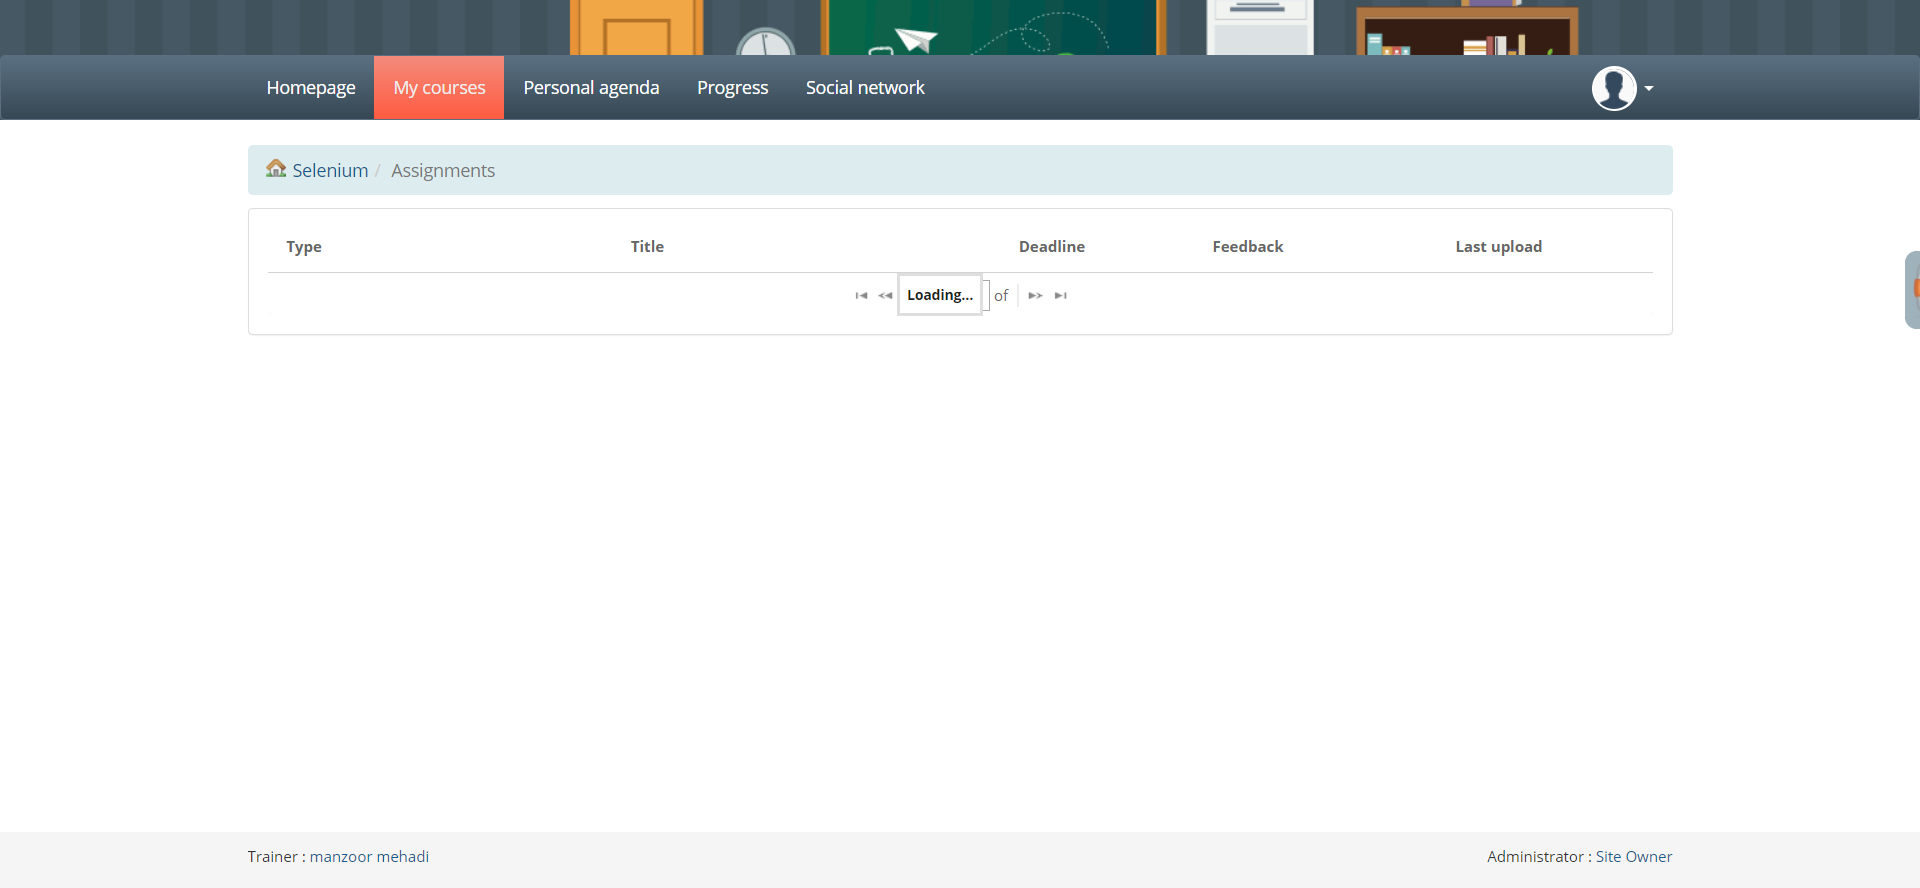 Homepage My courses Personal agenda Progress Social network
Selenium / Assignments
Type Title Deadline Feedback Last upload
Loading... of
Trainer : manzoor mehadi Administrator : Site Owner